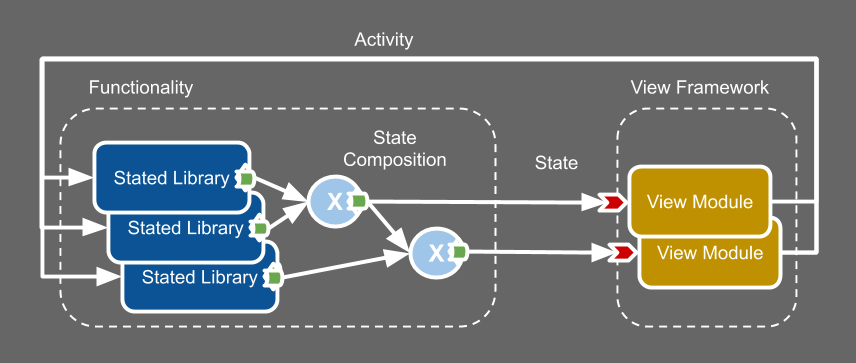 Activity
Functionality
View Framework
State
Composition
State
Stated Library
X
View Module
Stated Library
X
View Module
Stated Library